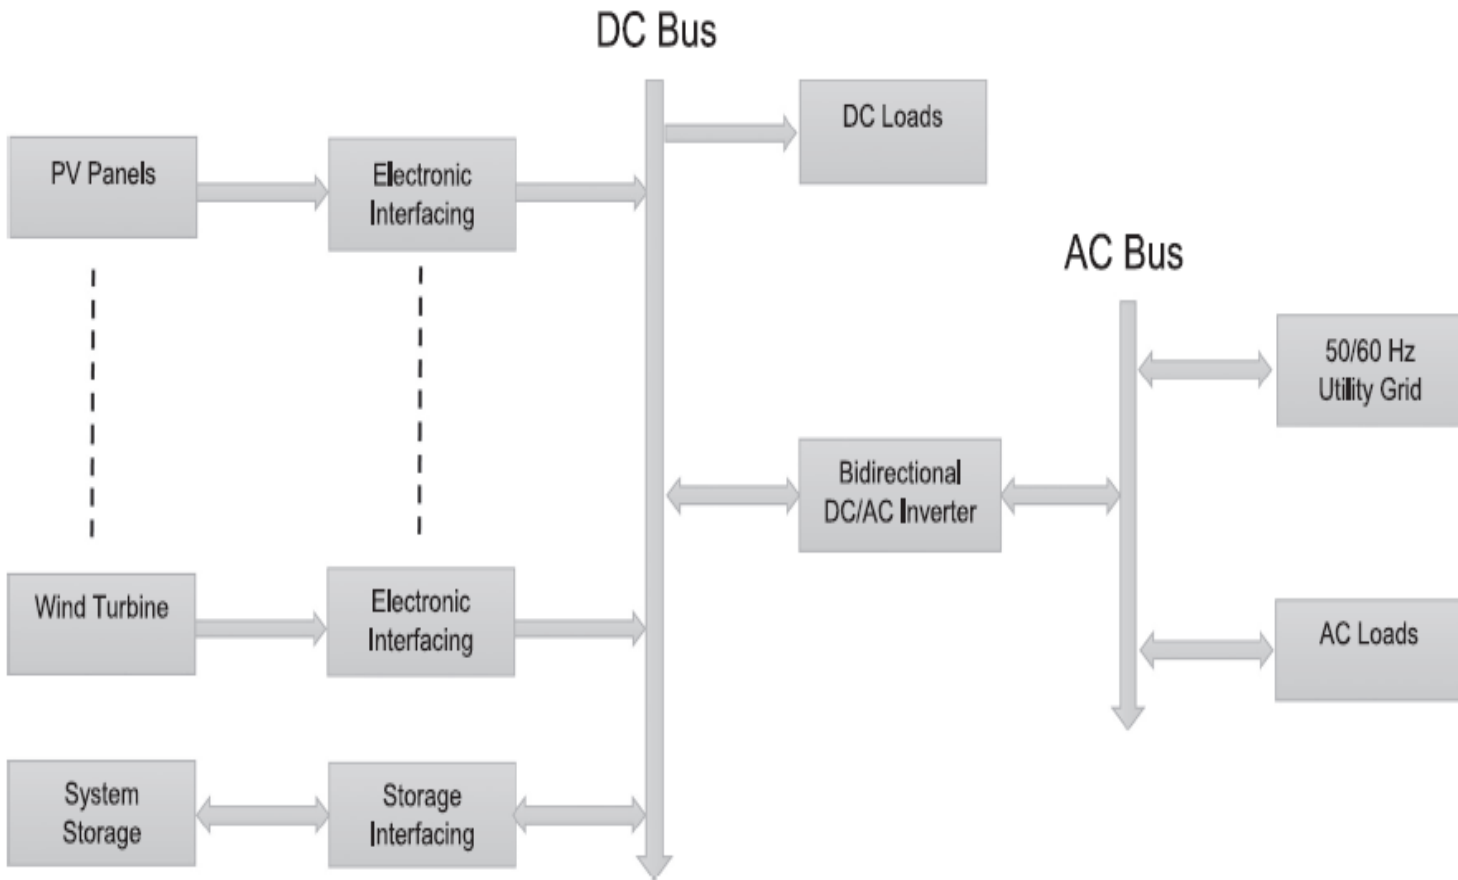 DC Bus
DC Loads
PV Panels
Electronic
Interfacing
AC Bus
50/60 Hz
Utility Grid
Bidirectional
DC/AC Inverter
Wind Turbine
Electronic
Interfacing
AC Loads
System
Storage
Storage
Interfacing